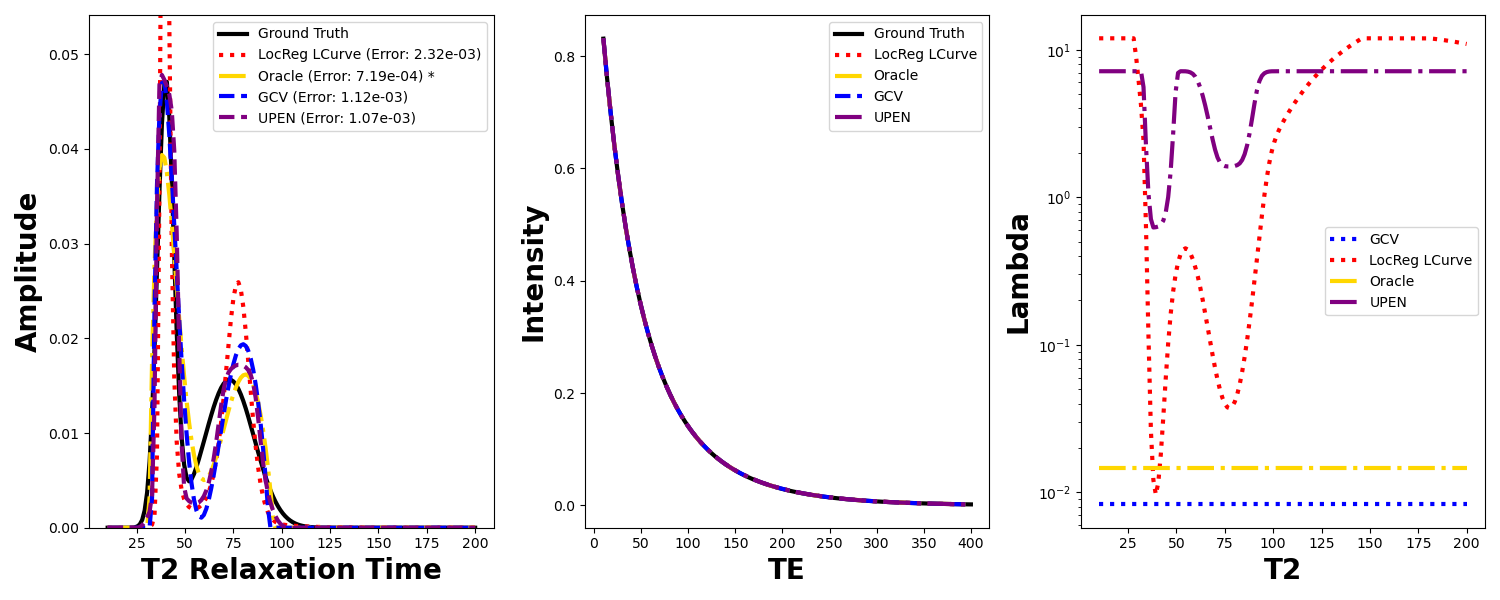 Ground Truth
LocReg LCurve (Error: 2.32e-03)
Oracle (Error: 7.19e-04) *
GCV (Error: 1.12e-03)
UPEN (Error: 1.07e-03)
0.05
0.04
0.03
0.02
0.01
0.00
Amplitude
25 50 75 100 125 150 175 200
T2 Relaxation Time
Ground Truth
LocReg LCurve
Oracle
GCV
UPEN
0.8
0.6
0.4
0.2
0.0
Intensity
0 50 100 150 200 250 300 350 400
TE
10¹
10⁰
10⁻¹
10⁻²
Lambda
GCV
LocReg LCurve
Oracle
UPEN
25 50 75 100 125 150 175 200
T2